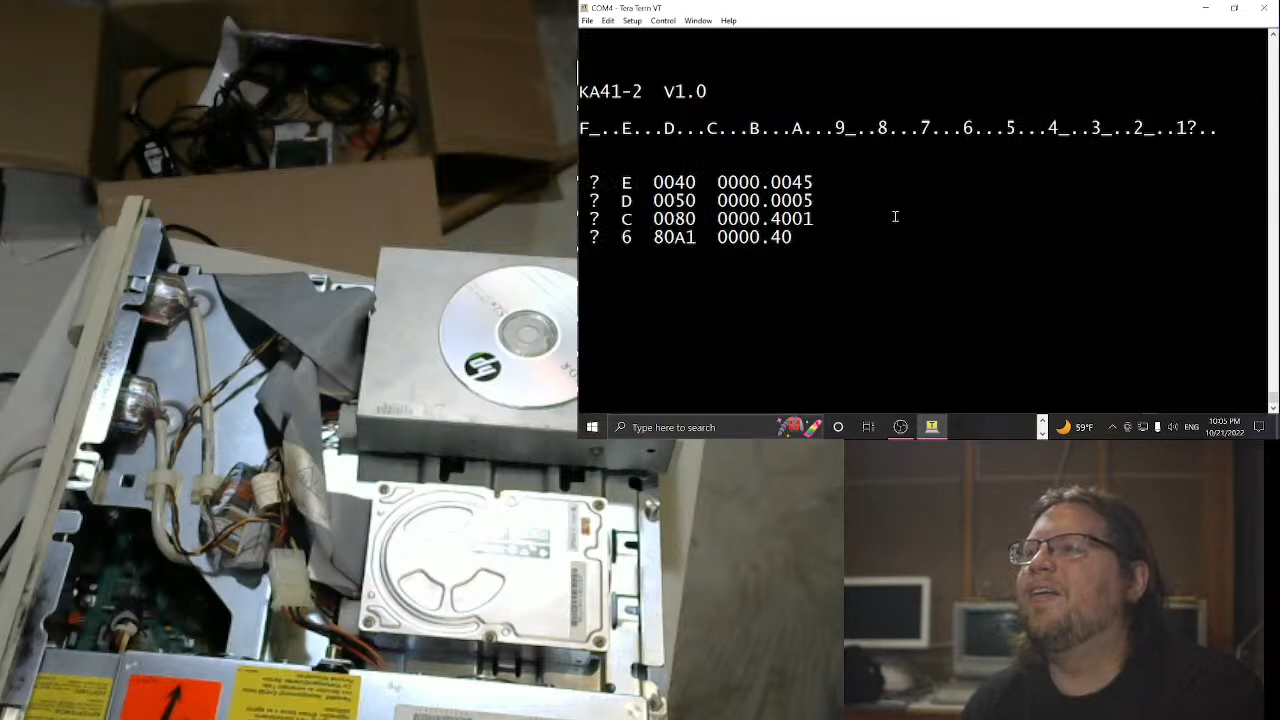 COM4 - Tera Term VT
File Edit Setup Control Window Help
KA41-2 V1.0
F_..E...D...C...B...A...9_..8...7...6...5...4_..3_..2_..1?..
? E 0040 0000.0045
? D 0050 0000.0005
? C 0080 0000.4001
? 6 80A1 0000.40
Type here to search
59°F
ENG
10:05 PM
10/21/2022